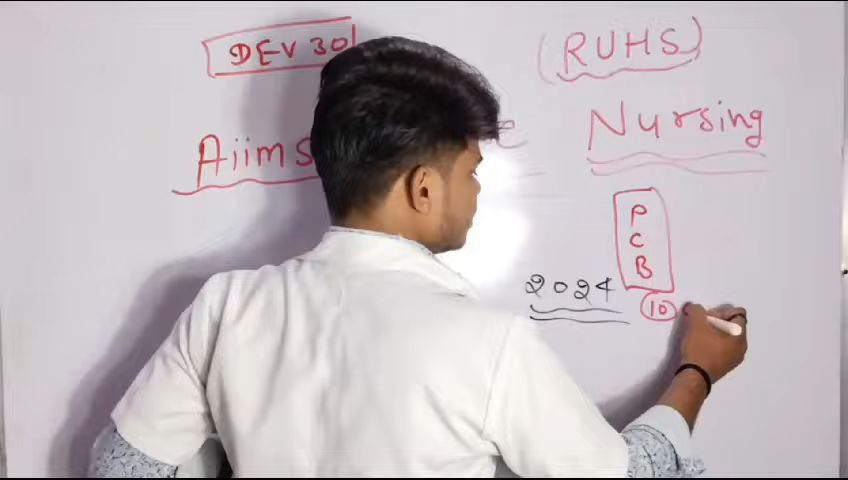 DEV 30
(RUHS)
Aiims
Nursing
P
C
B
2024
10